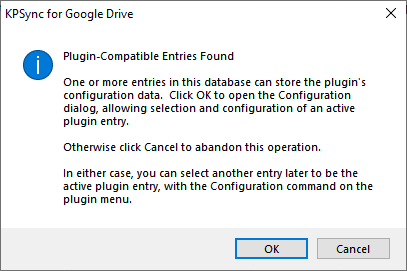 KPSync for Google Drive
Plugin-Compatible Entries Found
One or more entries in this database can store the plugin's
configuration data.  Click OK to open the Configuration
dialog, allowing selection and configuration of an active
plugin entry.
Otherwise click Cancel to abandon this operation.
In either case, you can select another entry later to be
the active plugin entry, with the Configuration command on the
plugin menu.
OK
Cancel